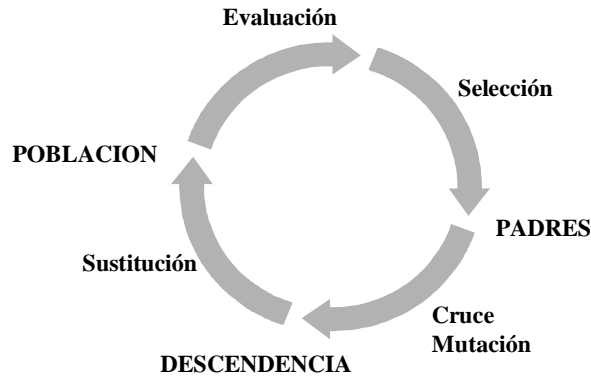 Evaluación
Selección
POBLACION
PADRES
Sustitución
Cruce
Mutación
DESCENDENCIA